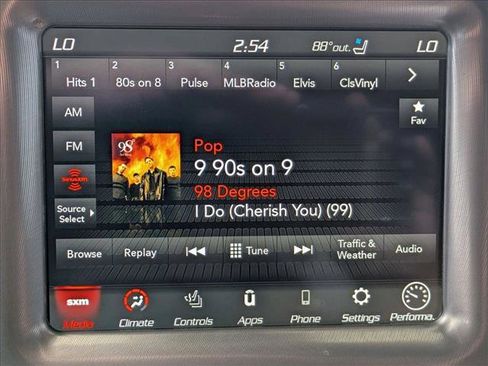 LO 2:54 88° out. LO
1 2 3 4 5 6
Hits 1 80s on 8 Pulse MLBRadio Elvis ClsVinyl
AM
Fav
FM
98°
Pop
9 90s on 9
98 Degrees
I Do (Cherish You) (99)
SiriusXM
Source
Select
Browse Replay Tune Traffic &
Weather Audio
sxm
Media Climate Controls Apps Phone Settings Performa..